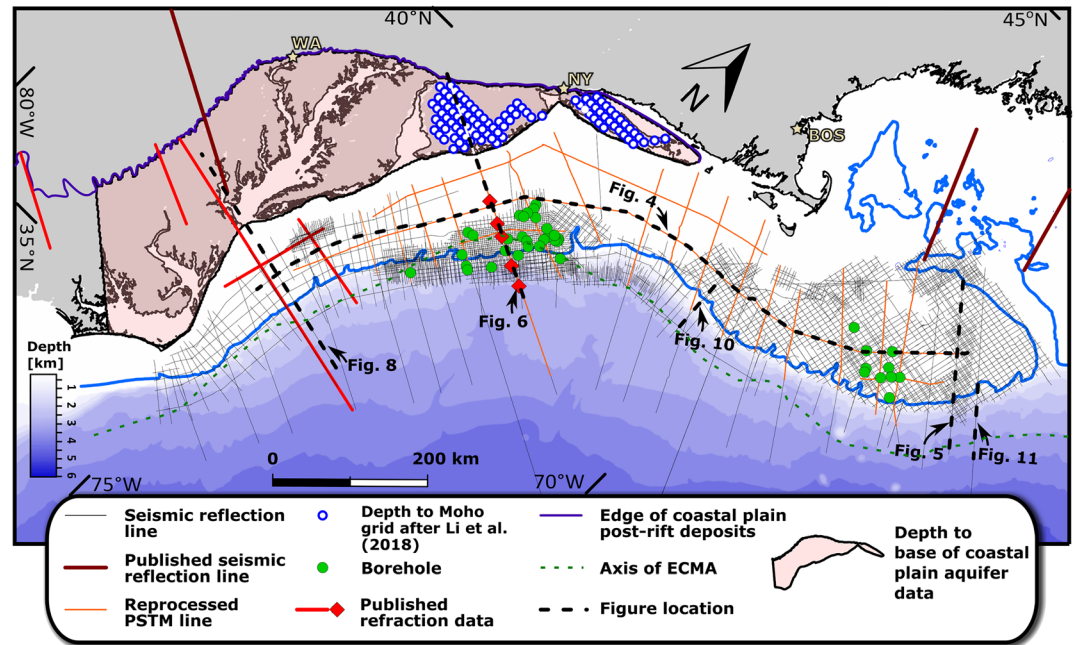 40°N
45°N
WA
NY
N
BOS
80°W
35°N
Fig. 4
Fig. 6
Fig. 10
Fig. 8
Fig. 5
Fig. 11
Depth
[km]
1
2
3
4
5
6
0
200 km
75°W
70°W
Seismic reflection
line
Published seismic
reflection line
Reprocessed
PSTM line
Depth to Moho
grid after Li et al.
(2018)
Borehole
Published
refraction data
Edge of coastal plain
post-rift deposits
Axis of ECMA
Figure location
Depth to
base of coastal
plain aquifer
data